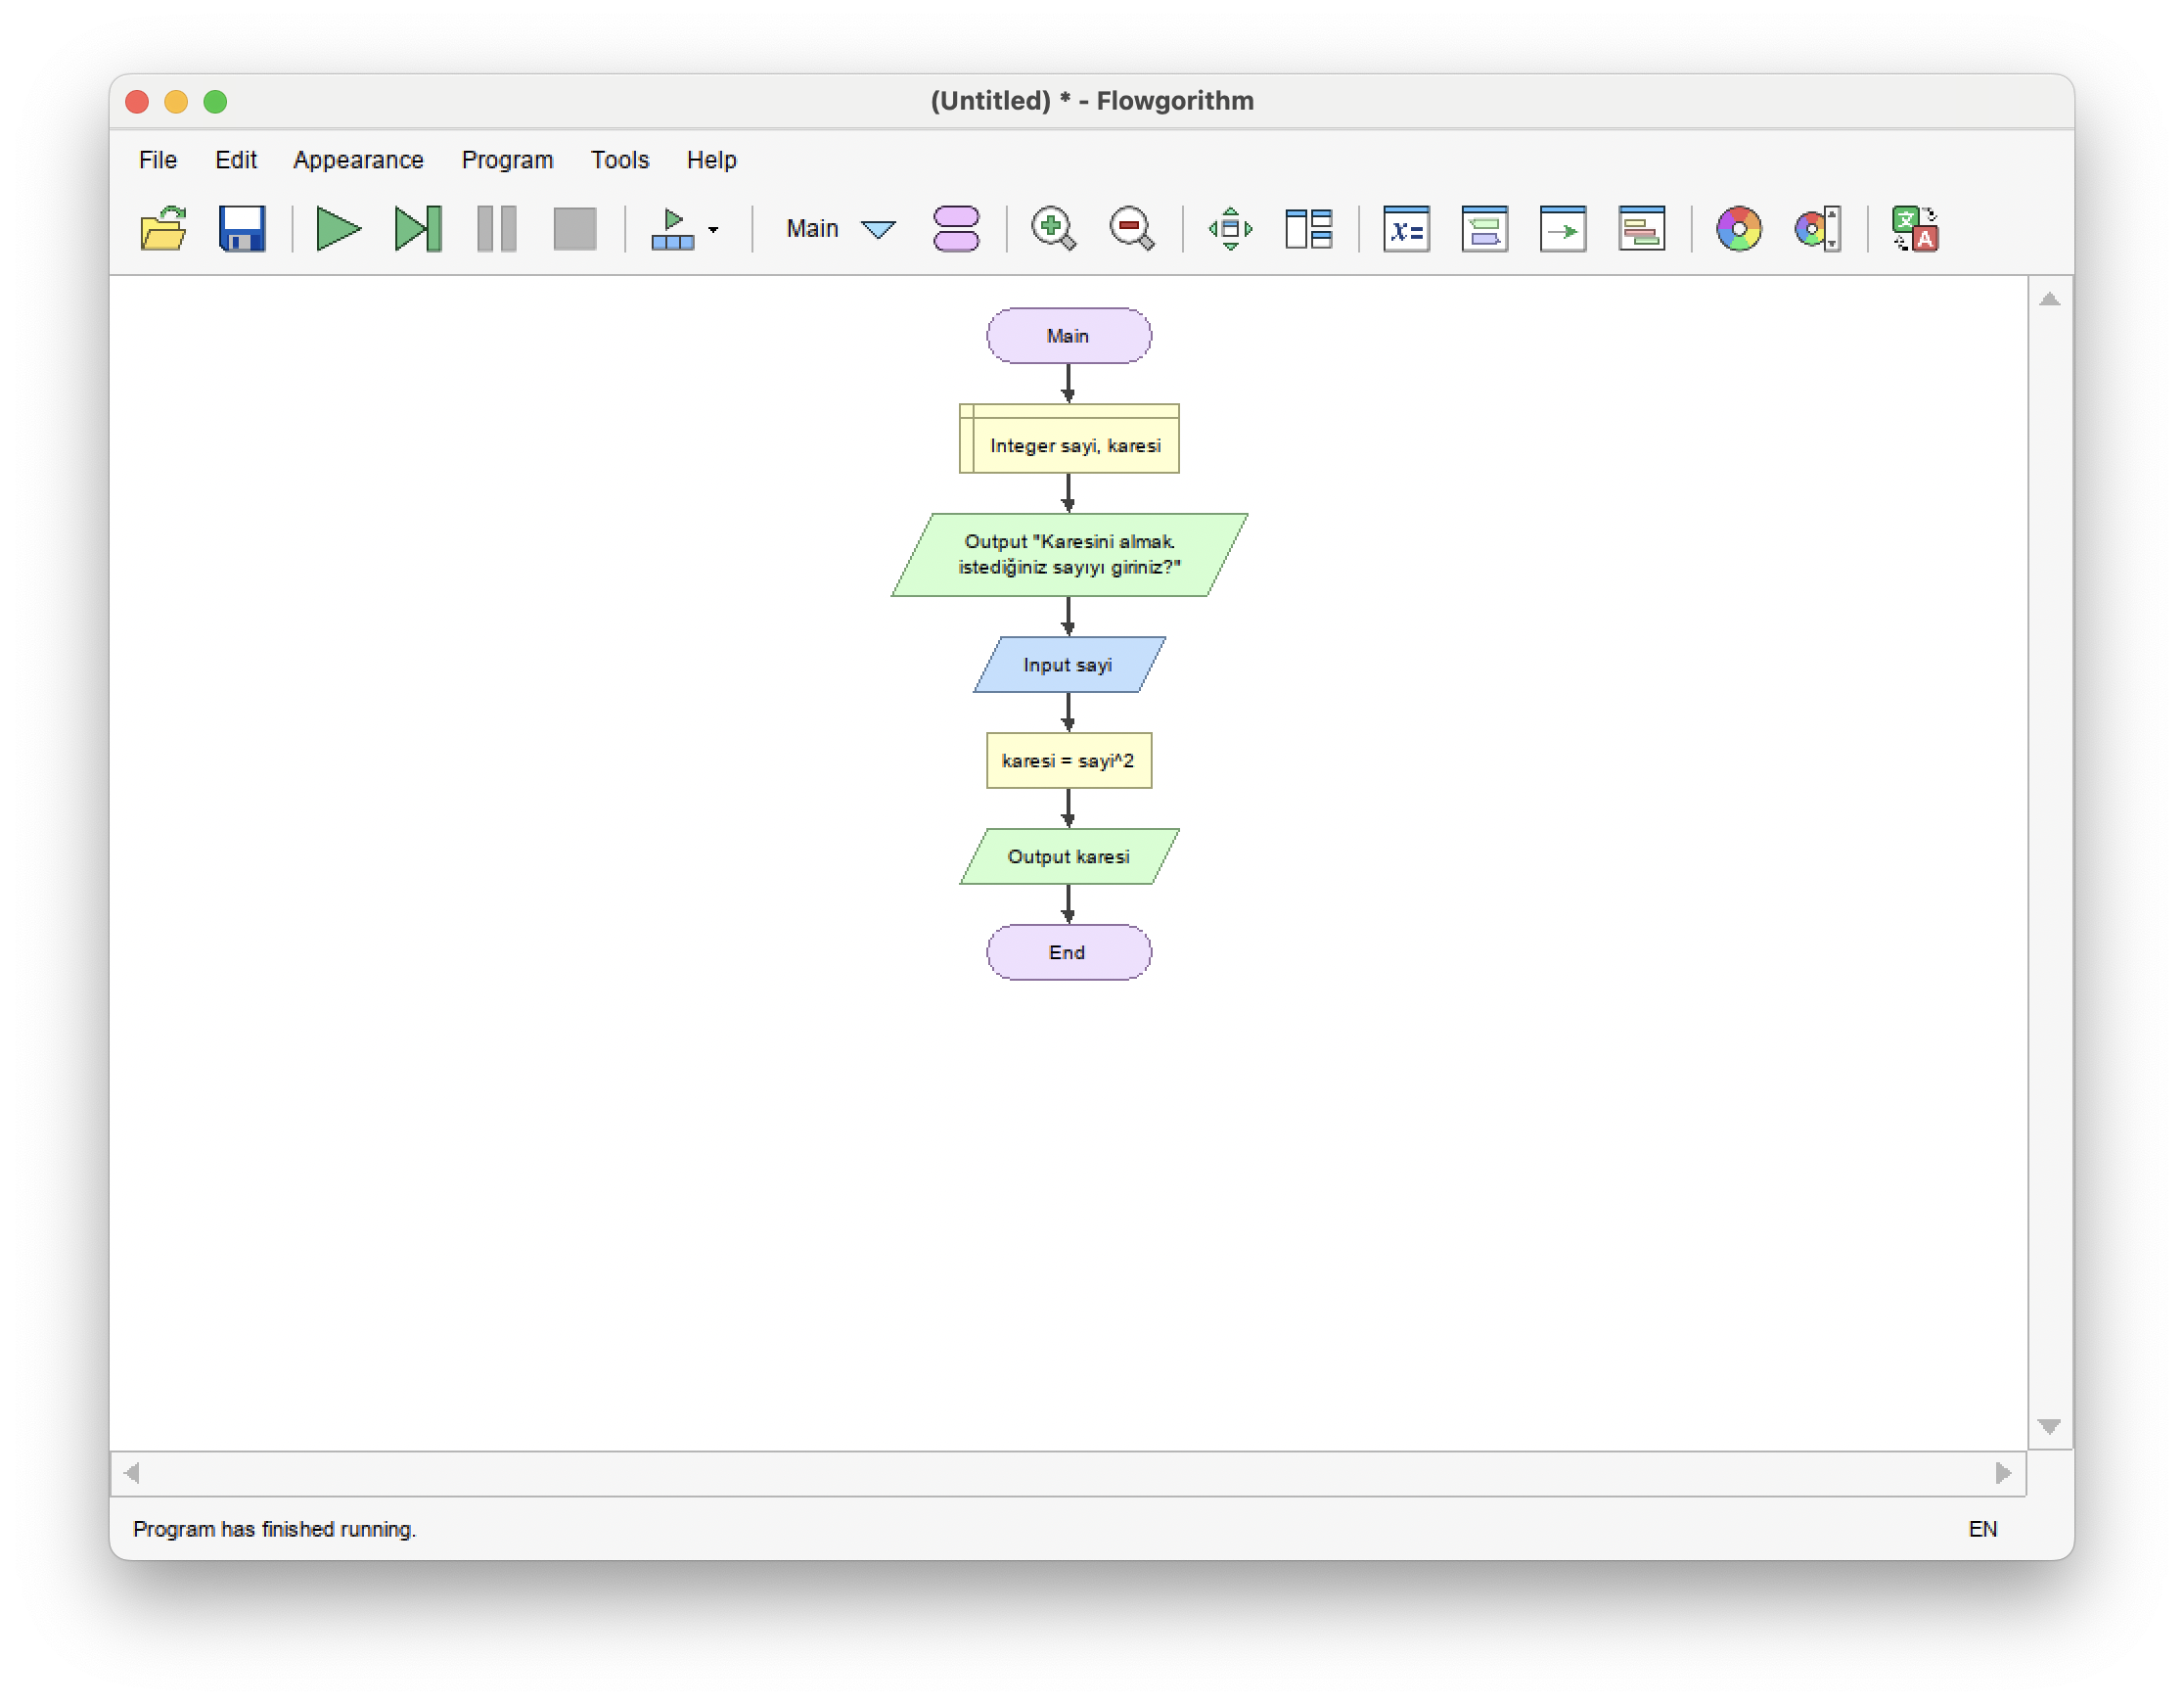 (Untitled) * - Flowgorithm
File Edit Appearance Program Tools Help
Main
x=
文
A
Main
Integer sayi, karesi
Output "Karesini almak.
istediğiniz sayıyı giriniz?"
Input sayi
karesi = sayi^2
Output karesi
End
Program has finished running.
EN